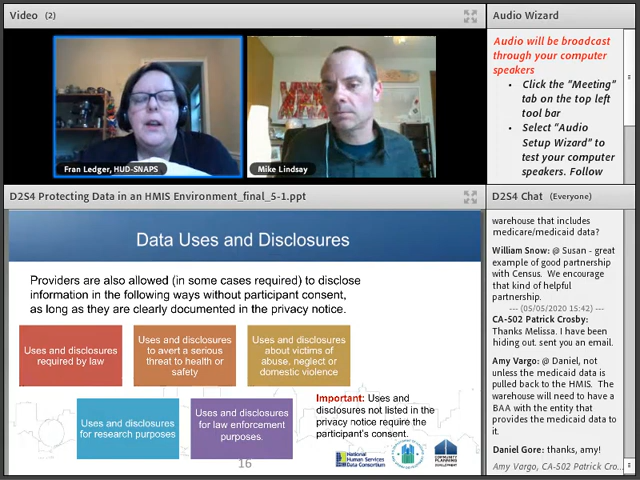 Video (2)
Fran Ledger, HUD-SNAPS
Mike Lindsay
Audio Wizard
Audio will be broadcast
through your computer
speakers
• Click the "Meeting"
tab on the top left
tool bar
• Select "Audio
Setup Wizard" to
test your computer
speakers. Follow
D2S4 Protecting Data in an HMIS Environment_final_5-1.ppt
Data Uses and Disclosures
Providers are also allowed (in some cases required) to disclose
information in the following ways without participant consent,
as long as they are clearly documented in the privacy notice.
Uses and disclosures
required by law
Uses and disclosures
to avert a serious
threat to health or
safety
Uses and disclosures
about victims of
abuse, neglect or
domestic violence
Uses and disclosures
for research purposes
Uses and disclosures
for law enforcement
purposes.
Important: Uses and
disclosures not listed in the
privacy notice require the
participant's consent.
16
National
Human Services
Data Consortium
COMMUNITY
PLANNING
DEVELOPMENT
D2S4 Chat (Everyone)
warehouse that includes
medicare/medicaid data?
William Snow: @ Susan - great
example of good partnership
with Census. We encourage
that kind of helpful
partnership.
--- (05/05/2020 15:42) ---
CA-502 Patrick Crosby:
Thanks Melissa. I have been
hiding out. sent you an email.
Amy Vargo: @ Daniel, not
unless the medicaid data is
pulled back to the HMIS. The
warehouse will need to have a
BAA with the entity that
provides the medicaid data to
it.
Daniel Gore: thanks, amy!
Amy Vargo, CA-502 Patrick Cro...